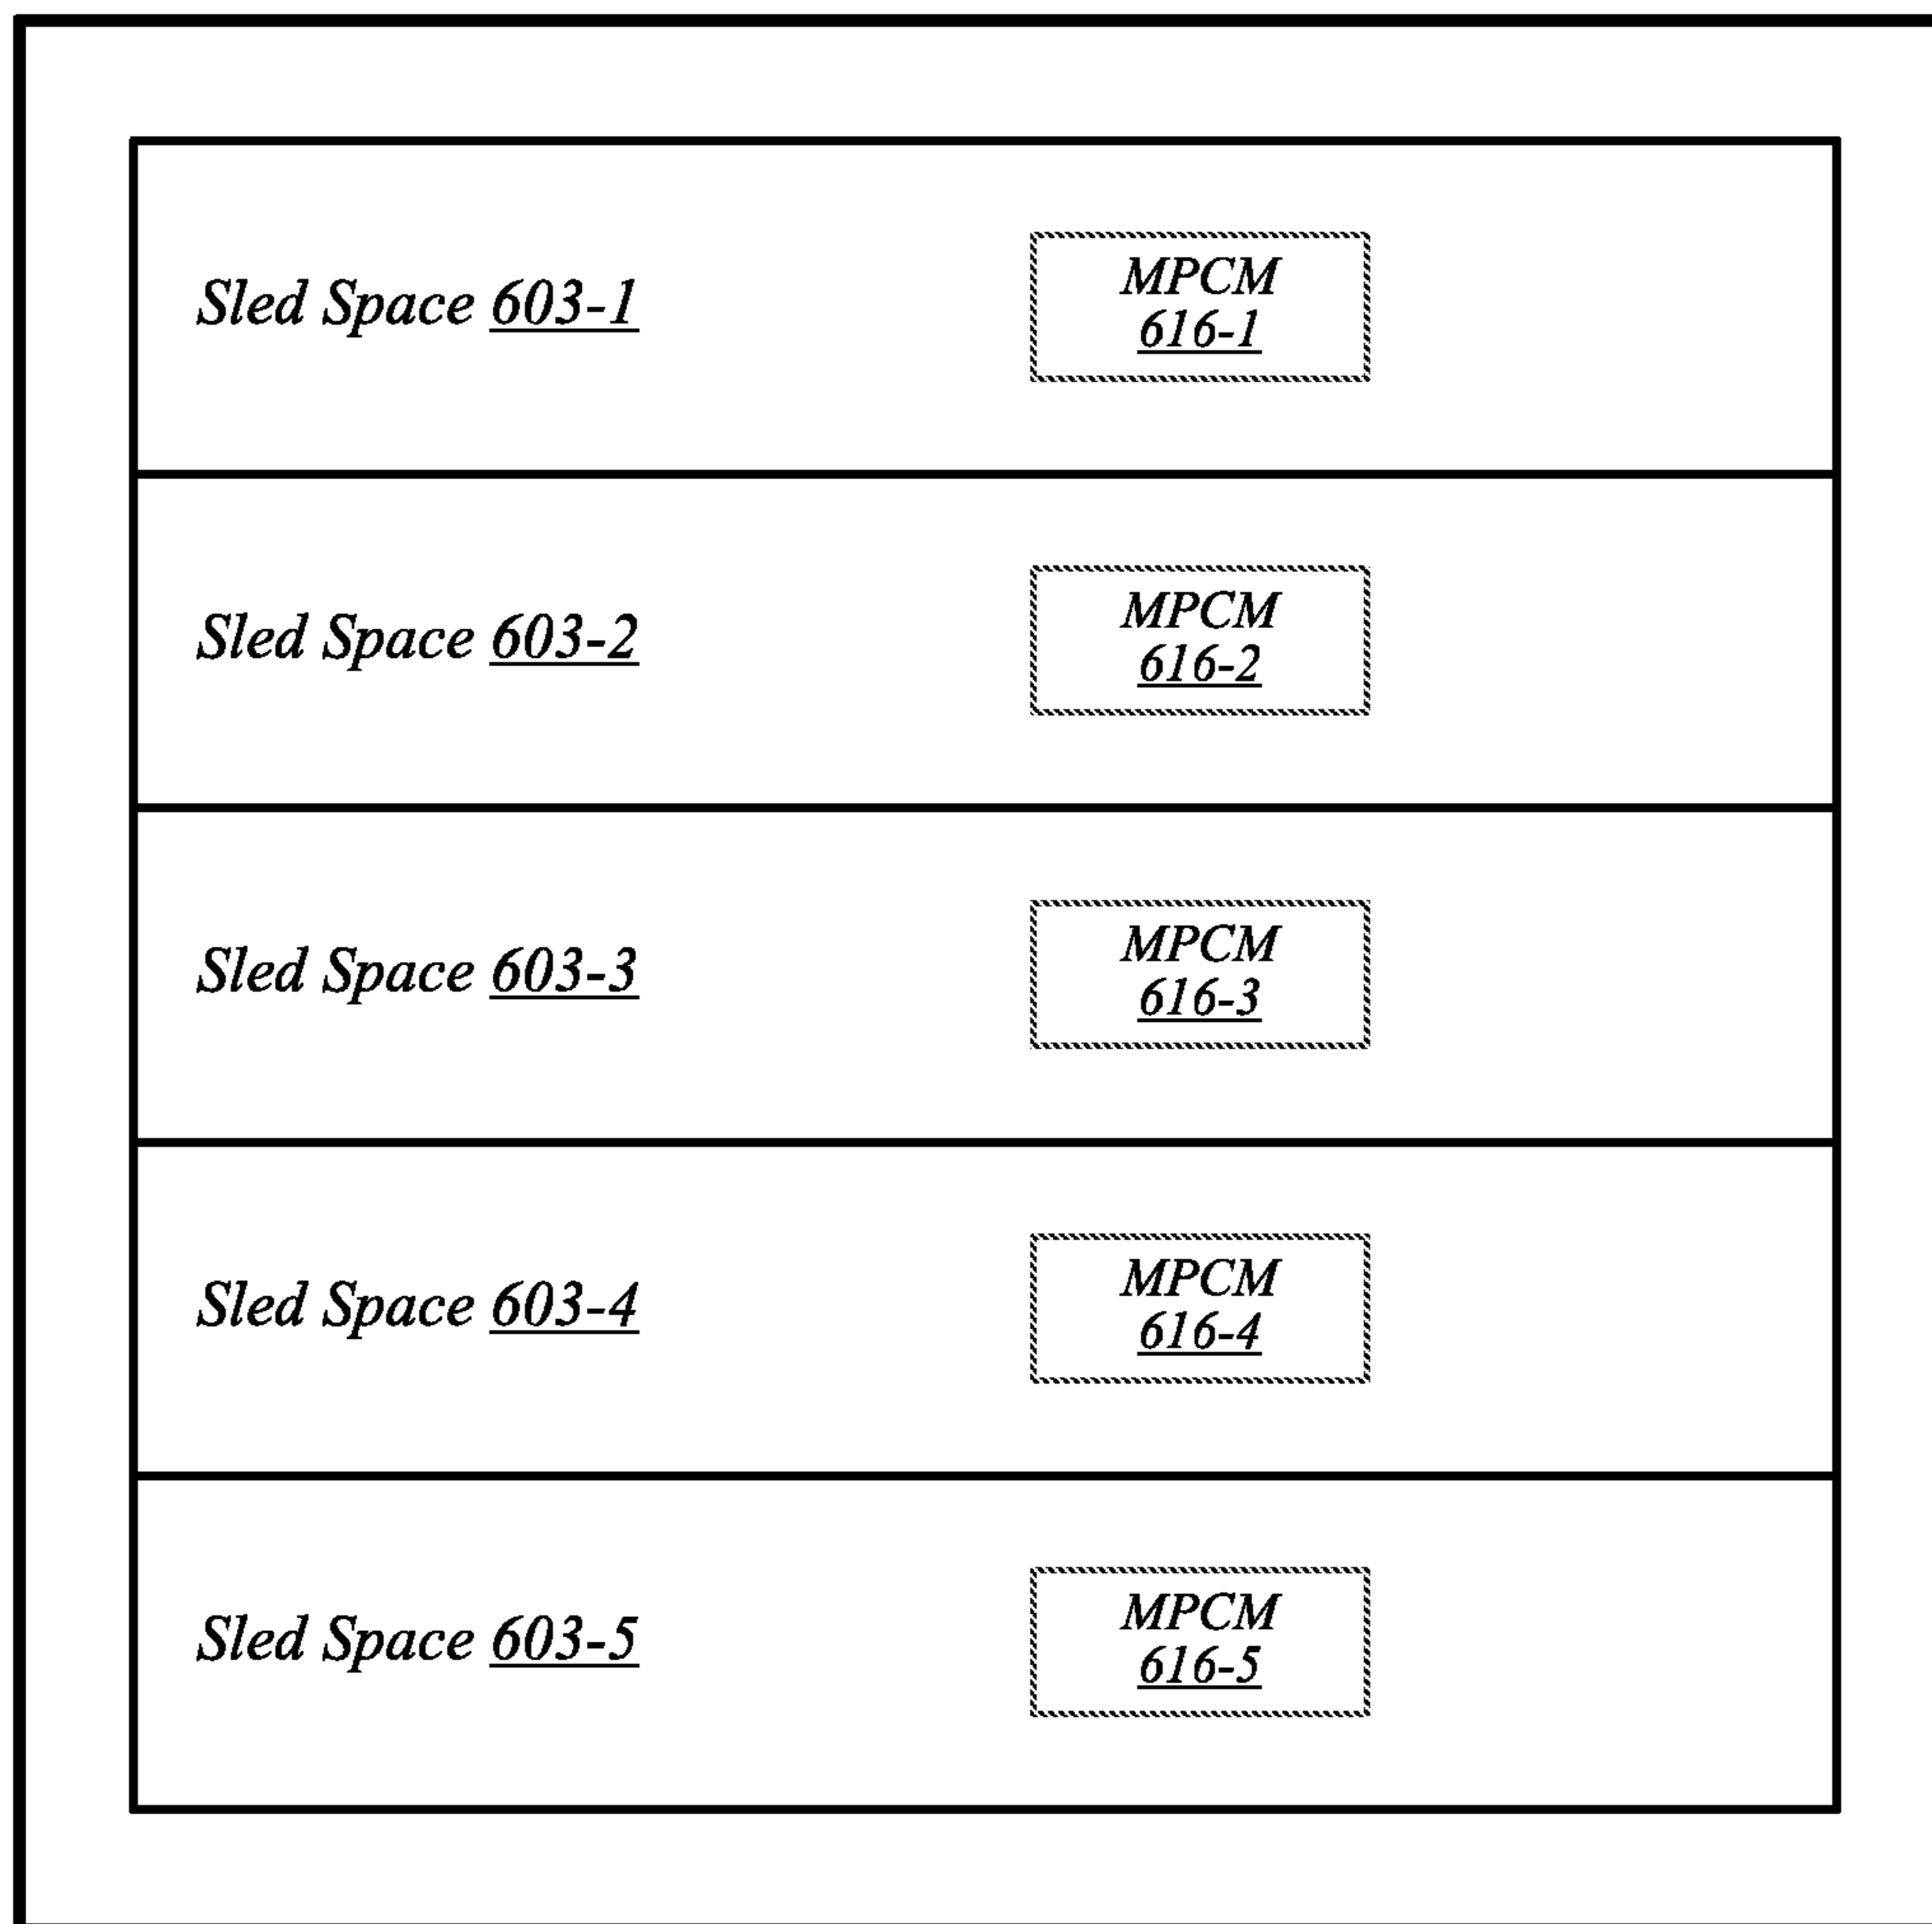 Sled Space 603-1
MPCM
616-1
Sled Space 603-2
MPCM
616-2
Sled Space 603-3
MPCM
616-3
Sled Space 603-4
MPCM
616-4
Sled Space 603-5
MPCM
616-5